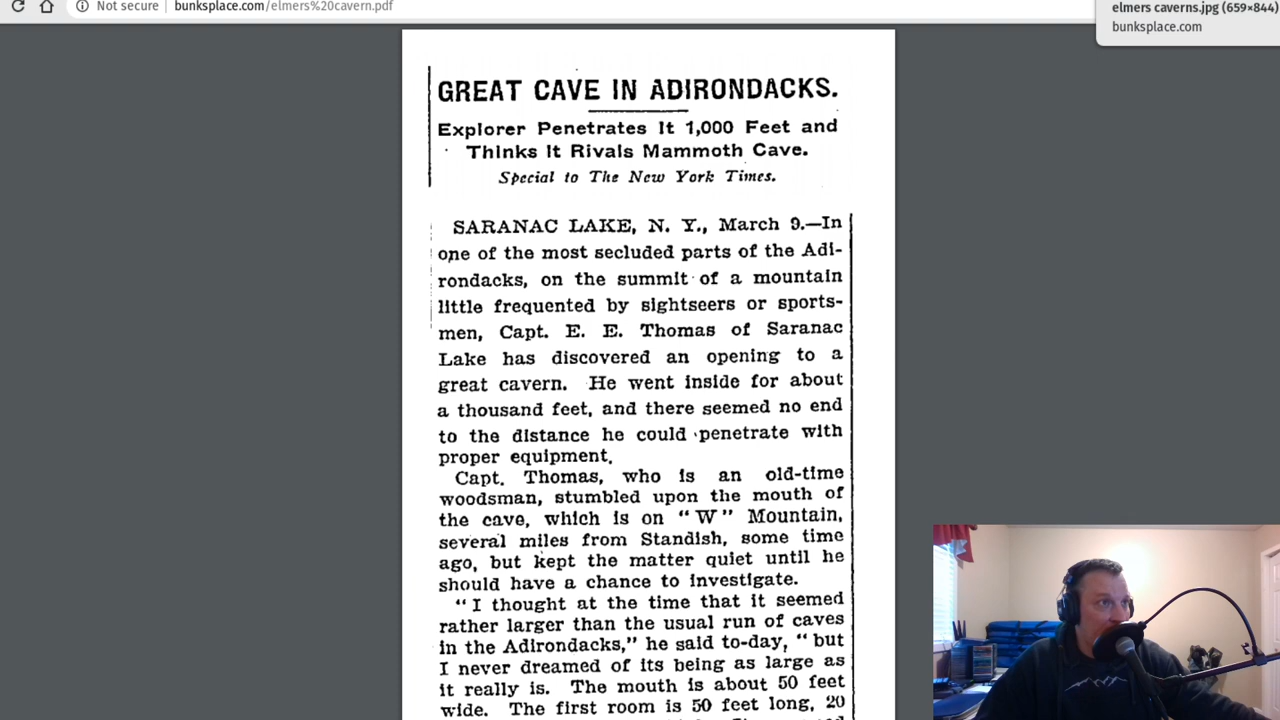 Not secure | bunksplace.com/elmers%20cavern.pdf
elmers caverns.jpg (659×844)
bunksplace.com
GREAT CAVE IN ADIRONDACKS.
Explorer Penetrates It 1,000 Feet and
Thinks It Rivals Mammoth Cave.
Special to The New York Times.
SARANAC LAKE, N. Y., March 9.—In
one of the most secluded parts of the Adi-
rondacks, on the summit of a mountain
little frequented by sightseers or sports-
men, Capt. E. E. Thomas of Saranac
Lake has discovered an opening to a
great cavern. He went inside for about
a thousand feet, and there seemed no end
to the distance he could penetrate with
proper equipment.
Capt. Thomas, who is an old-time
woodsman, stumbled upon the mouth of
the cave, which is on "W" Mountain,
several miles from Standish, some time
ago, but kept the matter quiet until he
should have a chance to investigate.
"I thought at the time that it seemed
rather larger than the usual run of caves
in the Adirondacks," he said to-day, "but
I never dreamed of its being as large as
it really is. The mouth is about 50 feet
wide. The first room is 50 feet long, 20